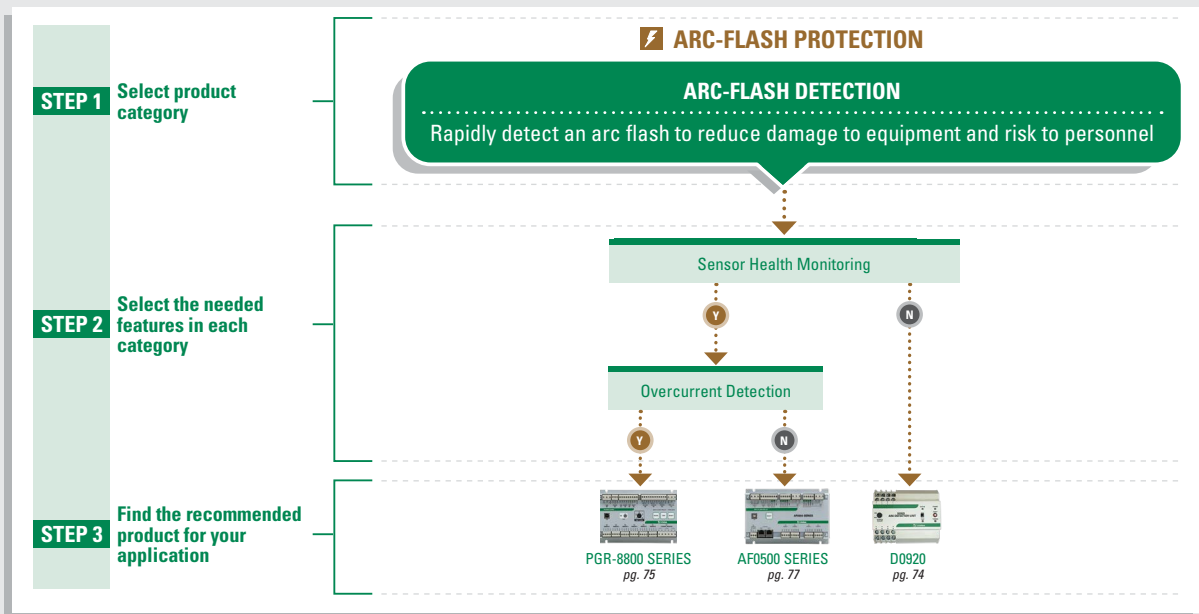 ARC-FLASH PROTECTION
STEP 1
Select product
category
ARC-FLASH DETECTION
Rapidly detect an arc flash to reduce damage to equipment and risk to personnel
STEP 2
Select the needed
features in each
category
Sensor Health Monitoring
Y
N
Overcurrent Detection
Y
N
STEP 3
Find the recommended
product for your
application
PGR-8800 SERIES
pg. 75
AF0500 SERIES
pg. 77
D0920
pg. 74